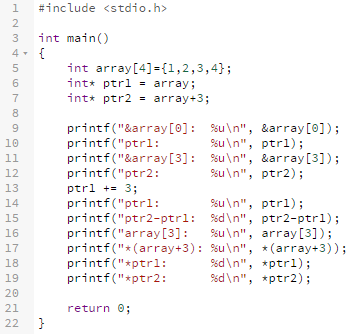 1 #include <stdio.h>
2
3 int main()
4 {
5 int array[4]={1,2,3,4};
6 int* ptr1 = array;
7 int* ptr2 = array+3;
8
9 printf("&array[0]: %u\n", &array[0]);
10 printf("ptr1: %u\n", ptr1);
11 printf("&array[3]: %u\n", &array[3]);
12 printf("ptr2: %u\n", ptr2);
13 ptr1 += 3;
14 printf("ptr1: %u\n", ptr1);
15 printf("ptr2-ptr1: %d\n", ptr2-ptr1);
16 printf("array[3]: %u\n", array[3]);
17 printf("*(array+3): %u\n", *(array+3));
18 printf("*ptr1: %d\n", *ptr1);
19 printf("*ptr2: %d\n", *ptr2);
20
21 return 0;
22 }